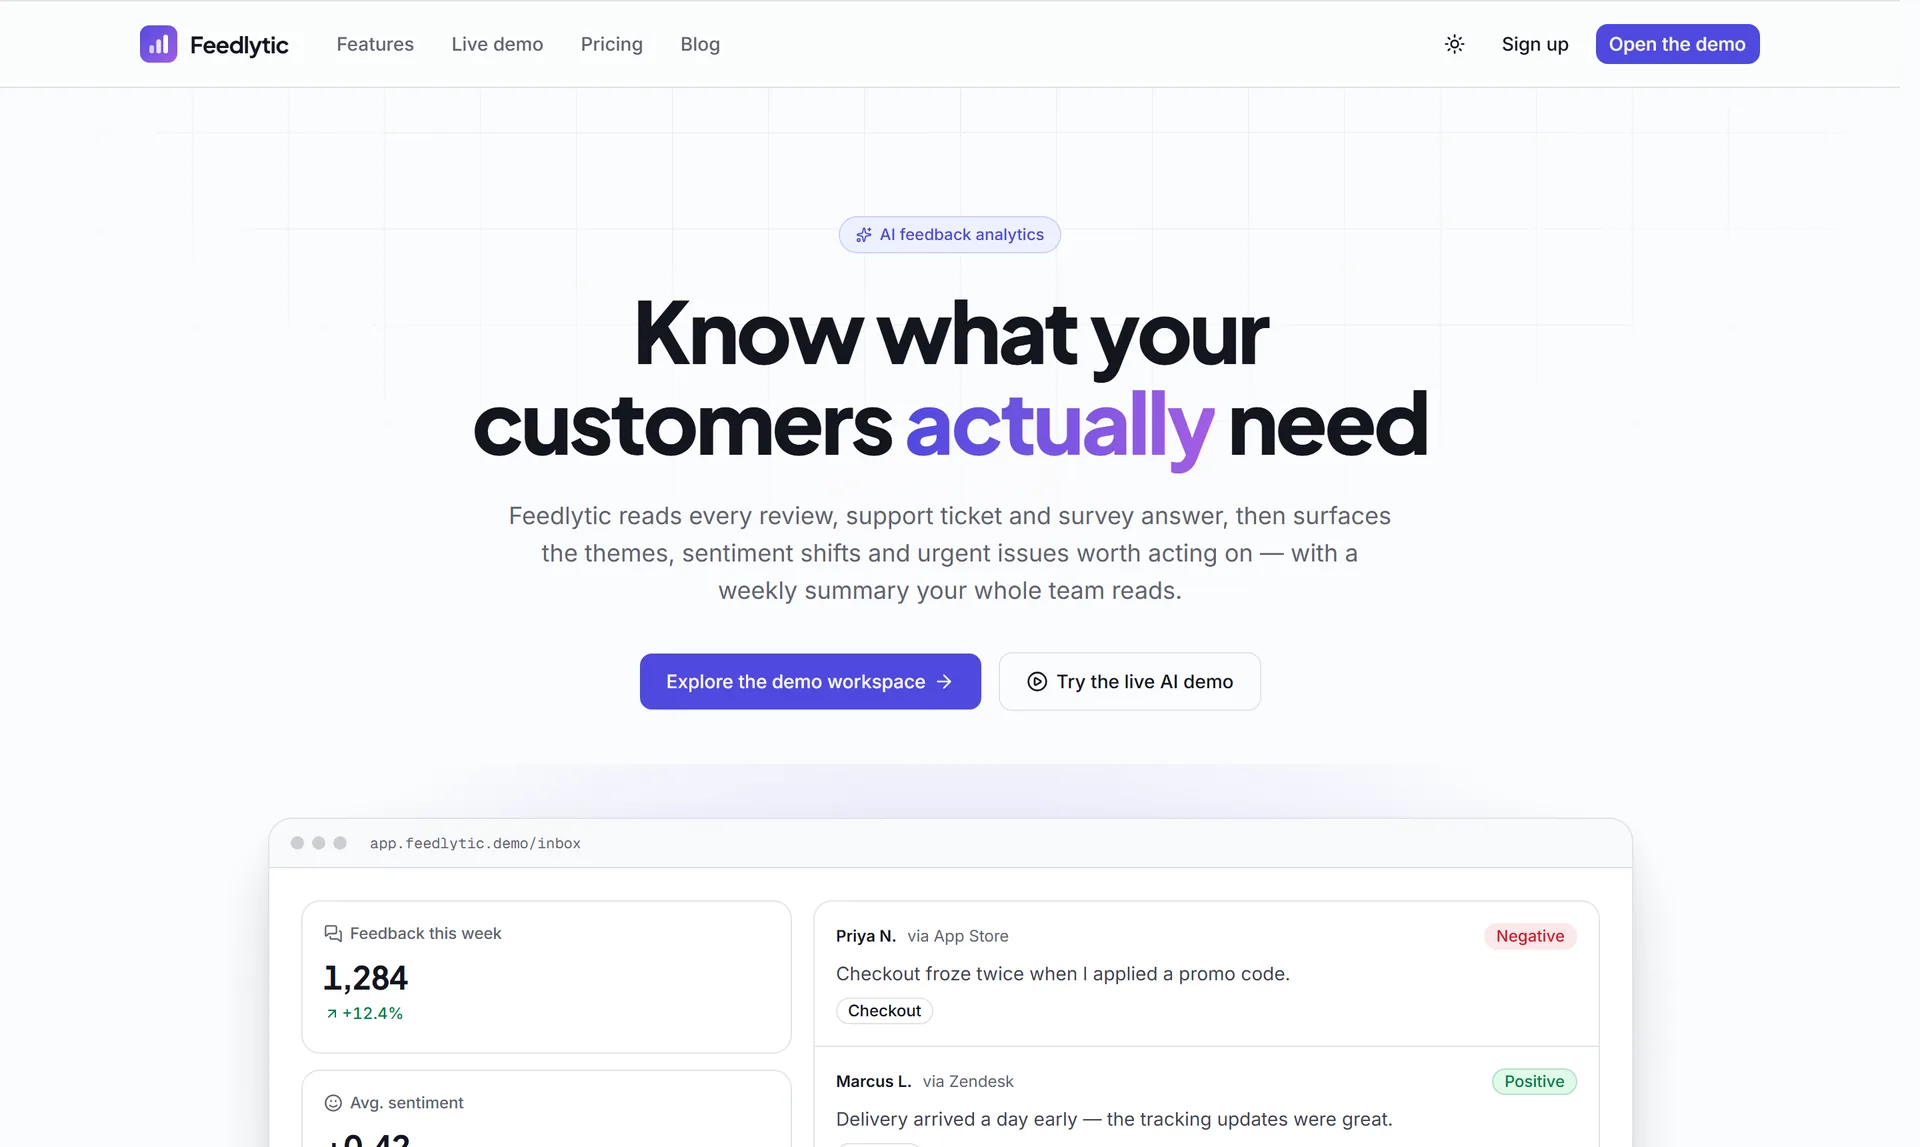 Feedlytic
Features
Live demo
Pricing
Blog
Sign up
Open the demo
AI feedback analytics
Know what your
customers actually need
Feedlytic reads every review, support ticket and survey answer, then surfaces
the themes, sentiment shifts and urgent issues worth acting on — with a
weekly summary your whole team reads.
Explore the demo workspace
Try the live AI demo
app.feedlytic.demo/inbox
Feedback this week
1,284
+12.4%
Avg. sentiment
+0.42
Priya N. via App Store
Negative
Checkout froze twice when I applied a promo code.
Checkout
Marcus L. via Zendesk
Positive
Delivery arrived a day early — the tracking updates were great.